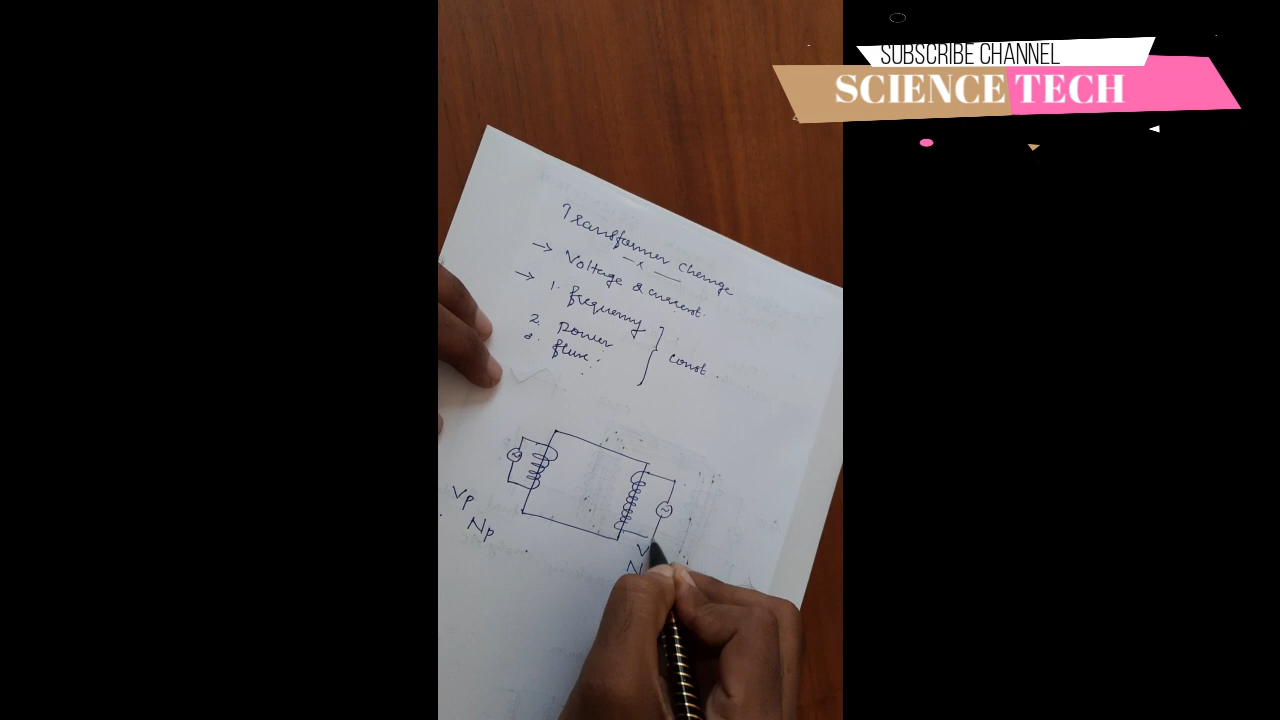 SUBSCRIBE CHANNEL
SCIENCE TECH
Transformer change
— x —
→ Voltage & current.
→ 1. frequency
2. Power
3. flux.
} const.
Vp
Np
V
N